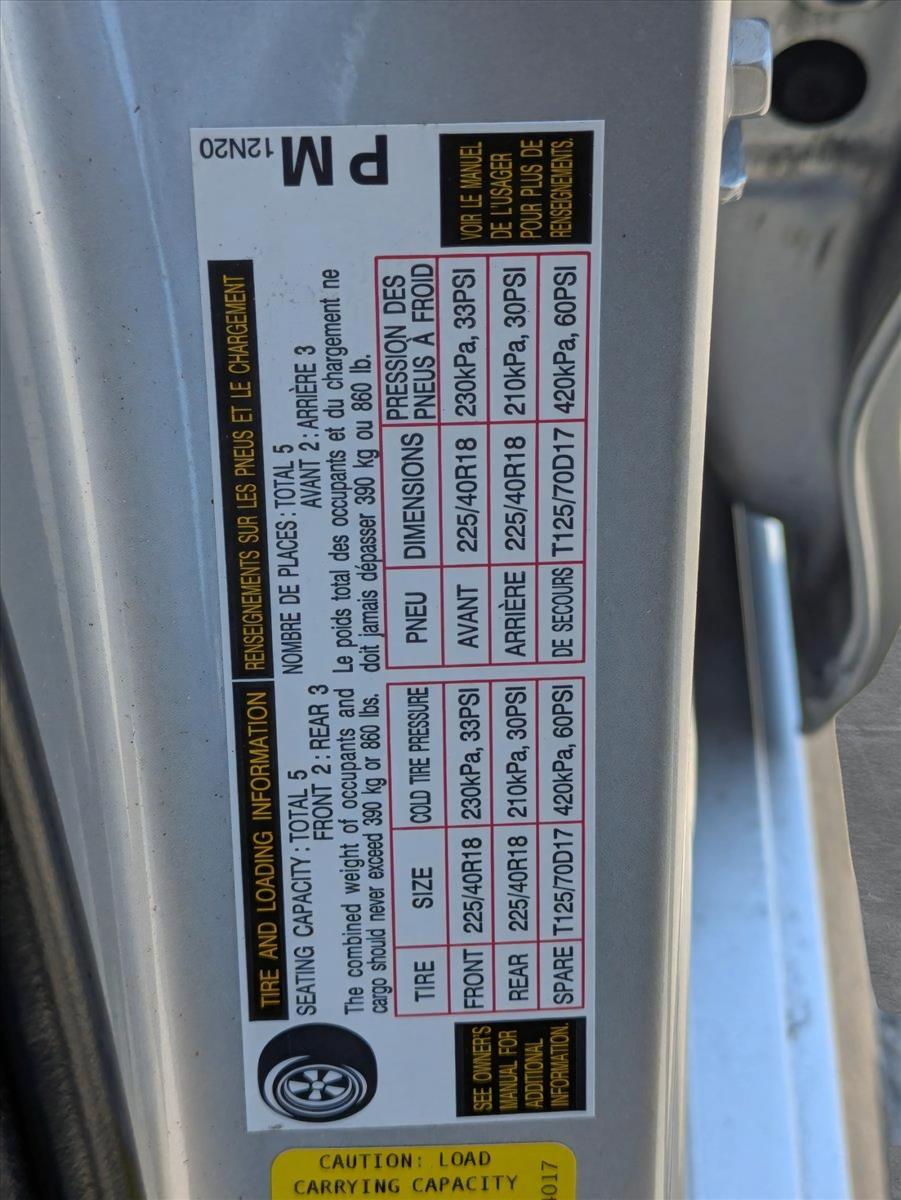 TIRE AND LOADING INFORMATION
SEATING CAPACITY : TOTAL 5
FRONT 2 : REAR 3
The combined weight of occupants and
cargo should never exceed 390 kg or 860 lbs.
TIRE SIZE COLD TIRE PRESSURE
FRONT 225/40R18 230kPa, 33PSI
REAR 225/40R18 210kPa, 30PSI
SPARE T125/70D17 420kPa, 60PSI
SEE OWNER'S
MANUAL FOR
ADDITIONAL
INFORMATION.
RENSEIGNEMENTS SUR LES PNEUS ET LE CHARGEMENT
NOMBRE DE PLACES : TOTAL 5
AVANT 2 : ARRIÈRE 3
Le poids total des occupants et du chargement ne
doit jamais dépasser 390 kg ou 860 lb.
PNEU DIMENSIONS PRESSION DES
PNEUS À FROID
AVANT 225/40R18 230kPa, 33PSI
ARRIÈRE 225/40R18 210kPa, 30PSI
DE SECOURS T125/70D17 420kPa, 60PSI
VOIR LE MANUEL
DE L'USAGER
POUR PLUS DE
RENSEIGNEMENTS.
12N20
PM
CAUTION: LOAD
CARRYING CAPACITY